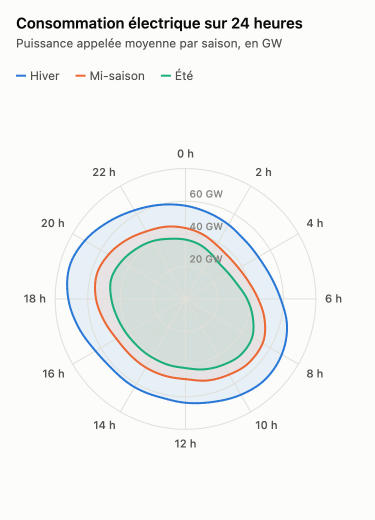 Consommation électrique sur 24 heures
Puissance appelée moyenne par saison, en GW
Hiver Mi-saison Été
0 h
22 h 2 h
60 GW
20 h 4 h
40 GW
20 GW
18 h 6 h
16 h 8 h
14 h 10 h
12 h